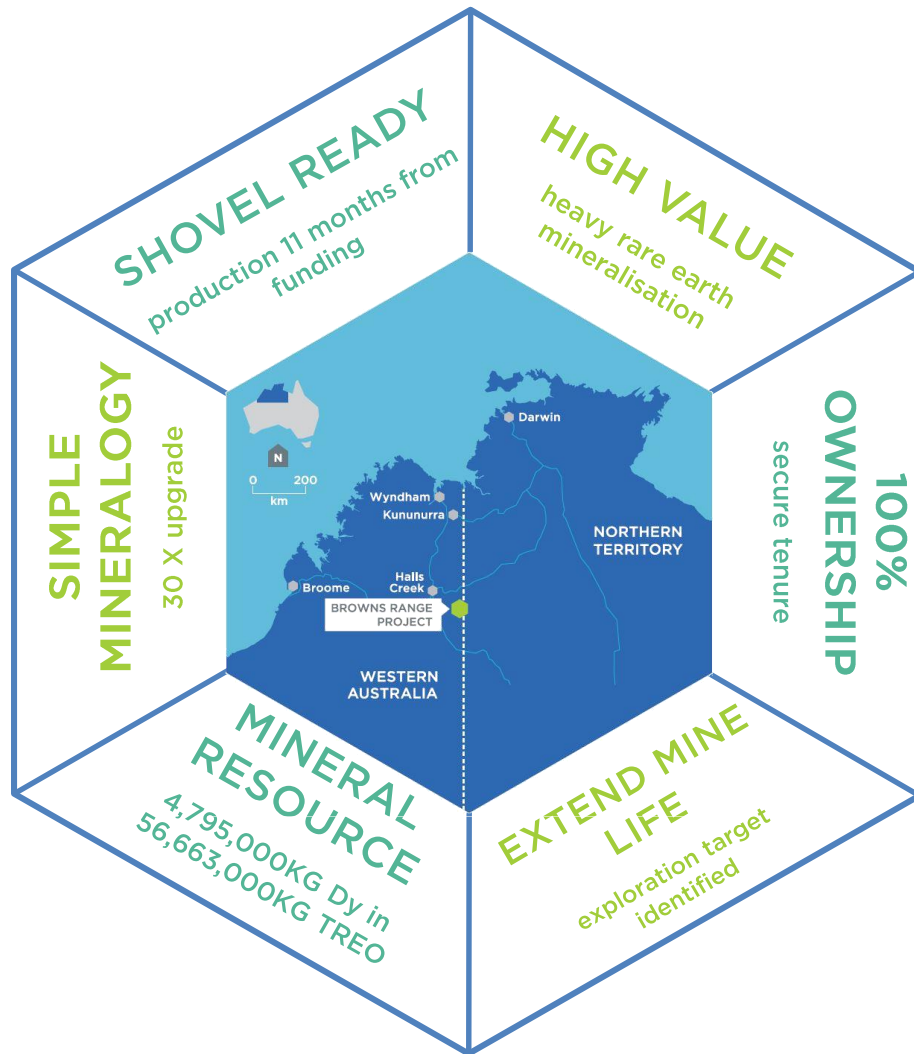 SHOVEL READY
production 11 months from
funding
HIGH VALUE
heavy rare earth
mineralisation
100%
OWNERSHIP
secure tenure
EXTEND MINE
LIFE
exploration target
identified
MINERAL
RESOURCE
4,795,000KG Dy in
56,663,000KG TREO
SIMPLE
MINERALOGY
30 X upgrade
N
0 200
km
Darwin
Wyndham
Kununurra
NORTHERN
TERRITORY
Halls
Creek
Broome
BROWNS RANGE
PROJECT
WESTERN
AUSTRALIA